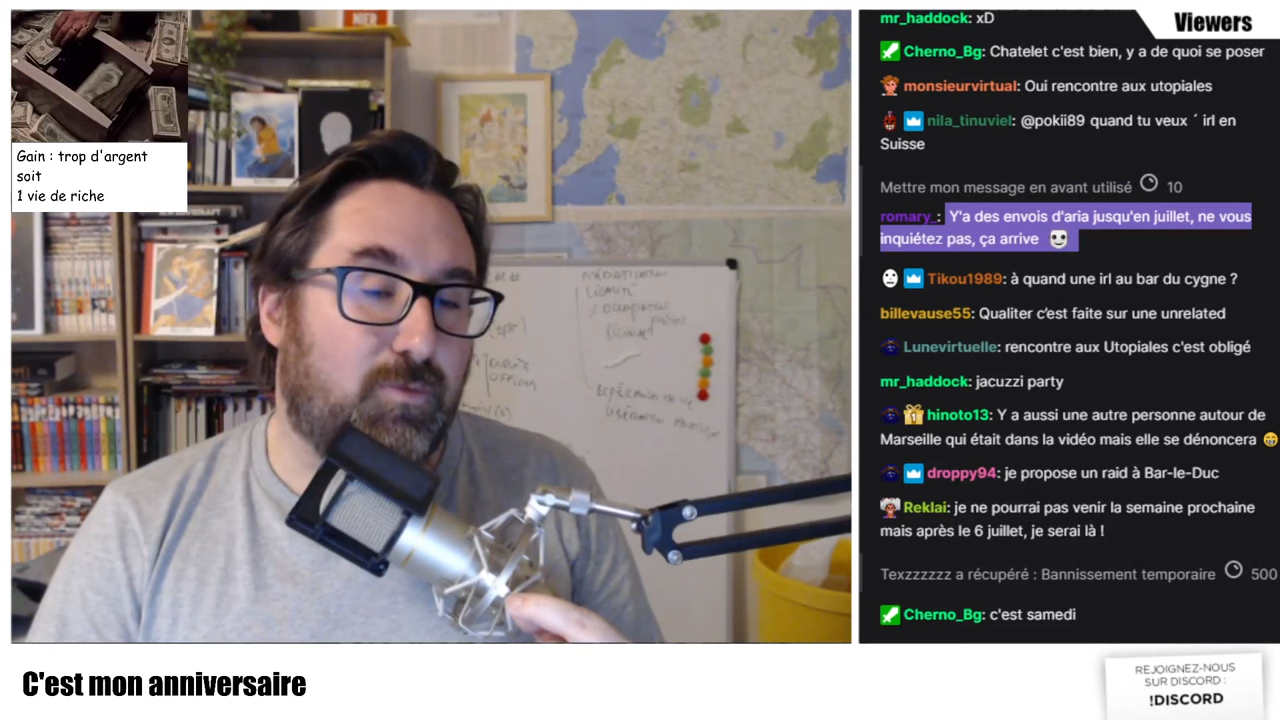 NIER
Gain : trop d'argent
soit
1 vie de riche
Viewers
mr_haddock: xD
Cherno_Bg: Chatelet c'est bien, y a de quoi se poser
monsieurvirtual: Oui rencontre aux utopiales
nila_tinuviel: @pokii89 quand tu veux ´ irl en
Suisse
Mettre mon message en avant utilisé 10
romary_: Y'a des envois d'aria jusqu'en juillet, ne vous
inquiétez pas, ça arrive
Tikou1989: à quand une irl au bar du cygne ?
billevause55: Qualiter c'est faite sur une unrelated
Lunevirtuelle: rencontre aux Utopiales c'est obligé
mr_haddock: jacuzzi party
hinoto13: Y a aussi une autre personne autour de
Marseille qui était dans la vidéo mais elle se dénoncera
droppy94: je propose un raid à Bar-le-Duc
Reklai: je ne pourrai pas venir la semaine prochaine
mais après le 6 juillet, je serai là !
Texzzzzzz a récupéré : Bannissement temporaire 500
Cherno_Bg: c'est samedi
C'est mon anniversaire
REJOIGNEZ-NOUS
SUR DISCORD :
!DISCORD